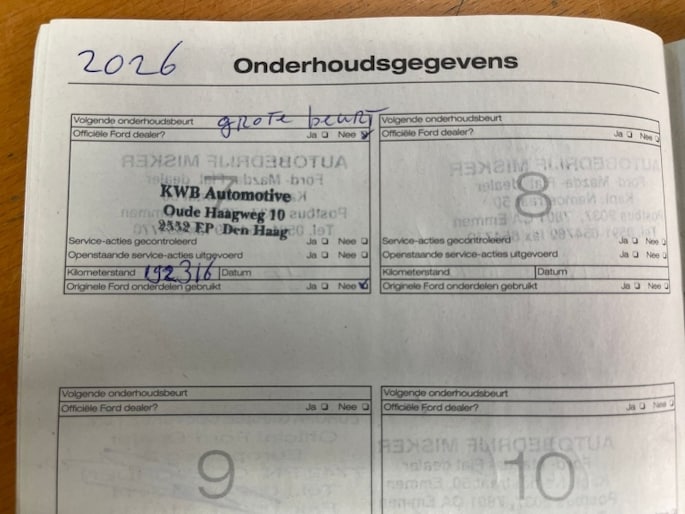 2026 Onderhoudsgegevens
Volgende onderhoudsbeurt grote beurt
Officiële Ford dealer? Ja Nee
7
KWB Automotive
Oude Haagweg 10
2552 EP Den Haag
Service-acties gecontroleerd Ja Nee
Openstaande service-acties uitgevoerd Ja Nee
Kilometerstand 192316 Datum
Originele Ford onderdelen gebruikt Ja Nee
Volgende onderhoudsbeurt
Officiële Ford dealer? Ja Nee
8
Service-acties gecontroleerd Ja Nee
Openstaande service-acties uitgevoerd Ja Nee
Kilometerstand Datum
Originele Ford onderdelen gebruikt Ja Nee
Volgende onderhoudsbeurt
Officiële Ford dealer? Ja Nee
9
Volgende onderhoudsbeurt
Officiële Ford dealer? Ja Nee
10